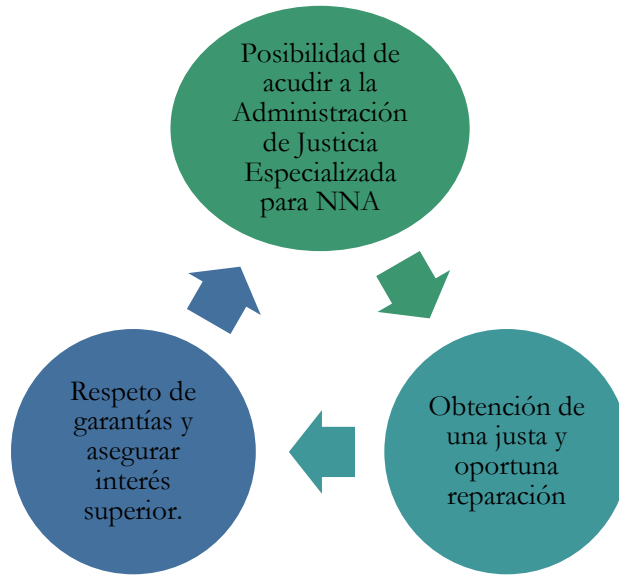 Posibilidad de
acudir a la
Administración
de Justicia
Especializada
para NNA
Obtención de
una justa y
oportuna
reparación
Respeto de
garantías y
asegurar
interés
superior.